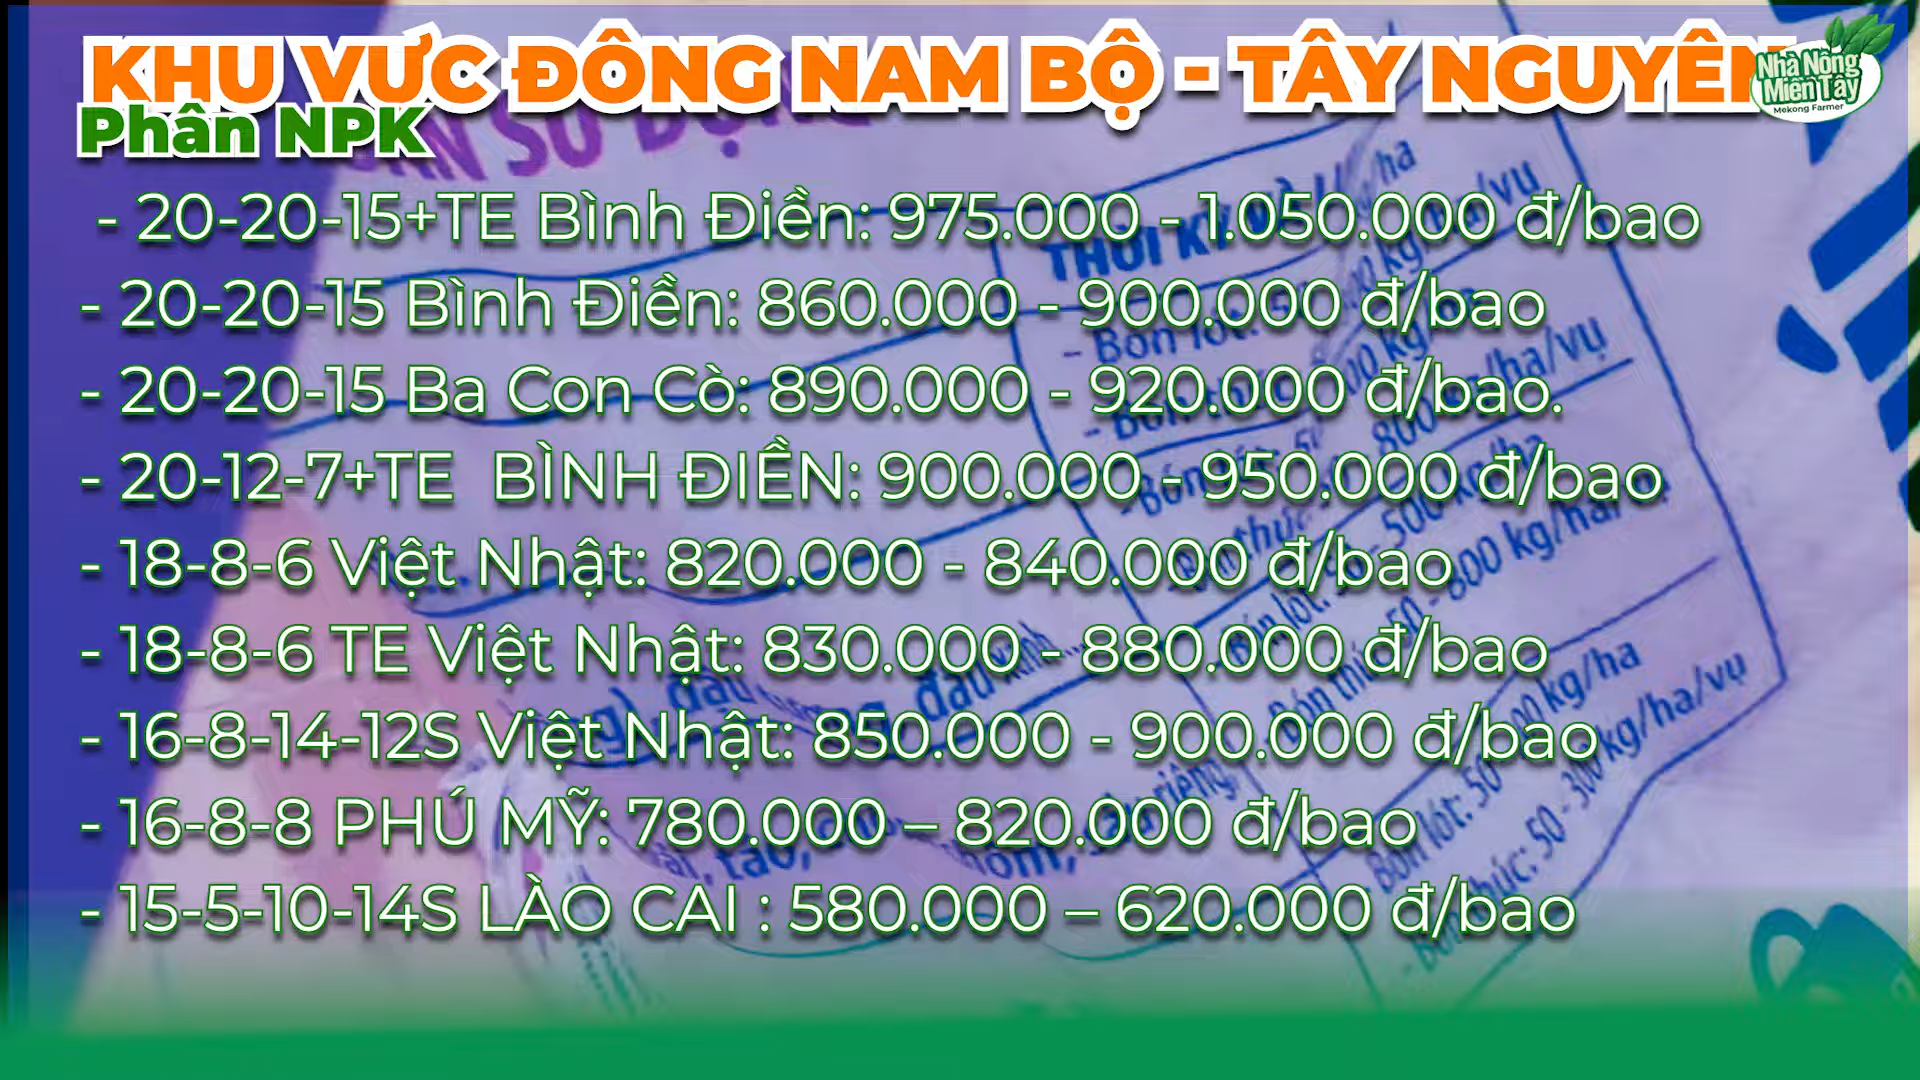 KHU VỰC ĐÔNG NAM BỘ - TÂY NGUYÊN
Nhà Nông
Miền Tây
Mekong Farmer
Phân NPK
- 20-20-15+TE Bình Điền: 975.000 - 1.050.000 đ/bao
- 20-20-15 Bình Điền: 860.000 - 900.000 đ/bao
- 20-20-15 Ba Con Cò: 890.000 - 920.000 đ/bao.
- 20-12-7+TE BÌNH ĐIỀN: 900.000 - 950.000 đ/bao
- 18-8-6 Việt Nhật: 820.000 - 840.000 đ/bao
- 18-8-6 TE Việt Nhật: 830.000 - 880.000 đ/bao
- 16-8-14-12S Việt Nhật: 850.000 - 900.000 đ/bao
- 16-8-8 PHÚ MỸ: 780.000 – 820.000 đ/bao
- 15-5-10-14S LÀO CAI : 580.000 – 620.000 đ/bao